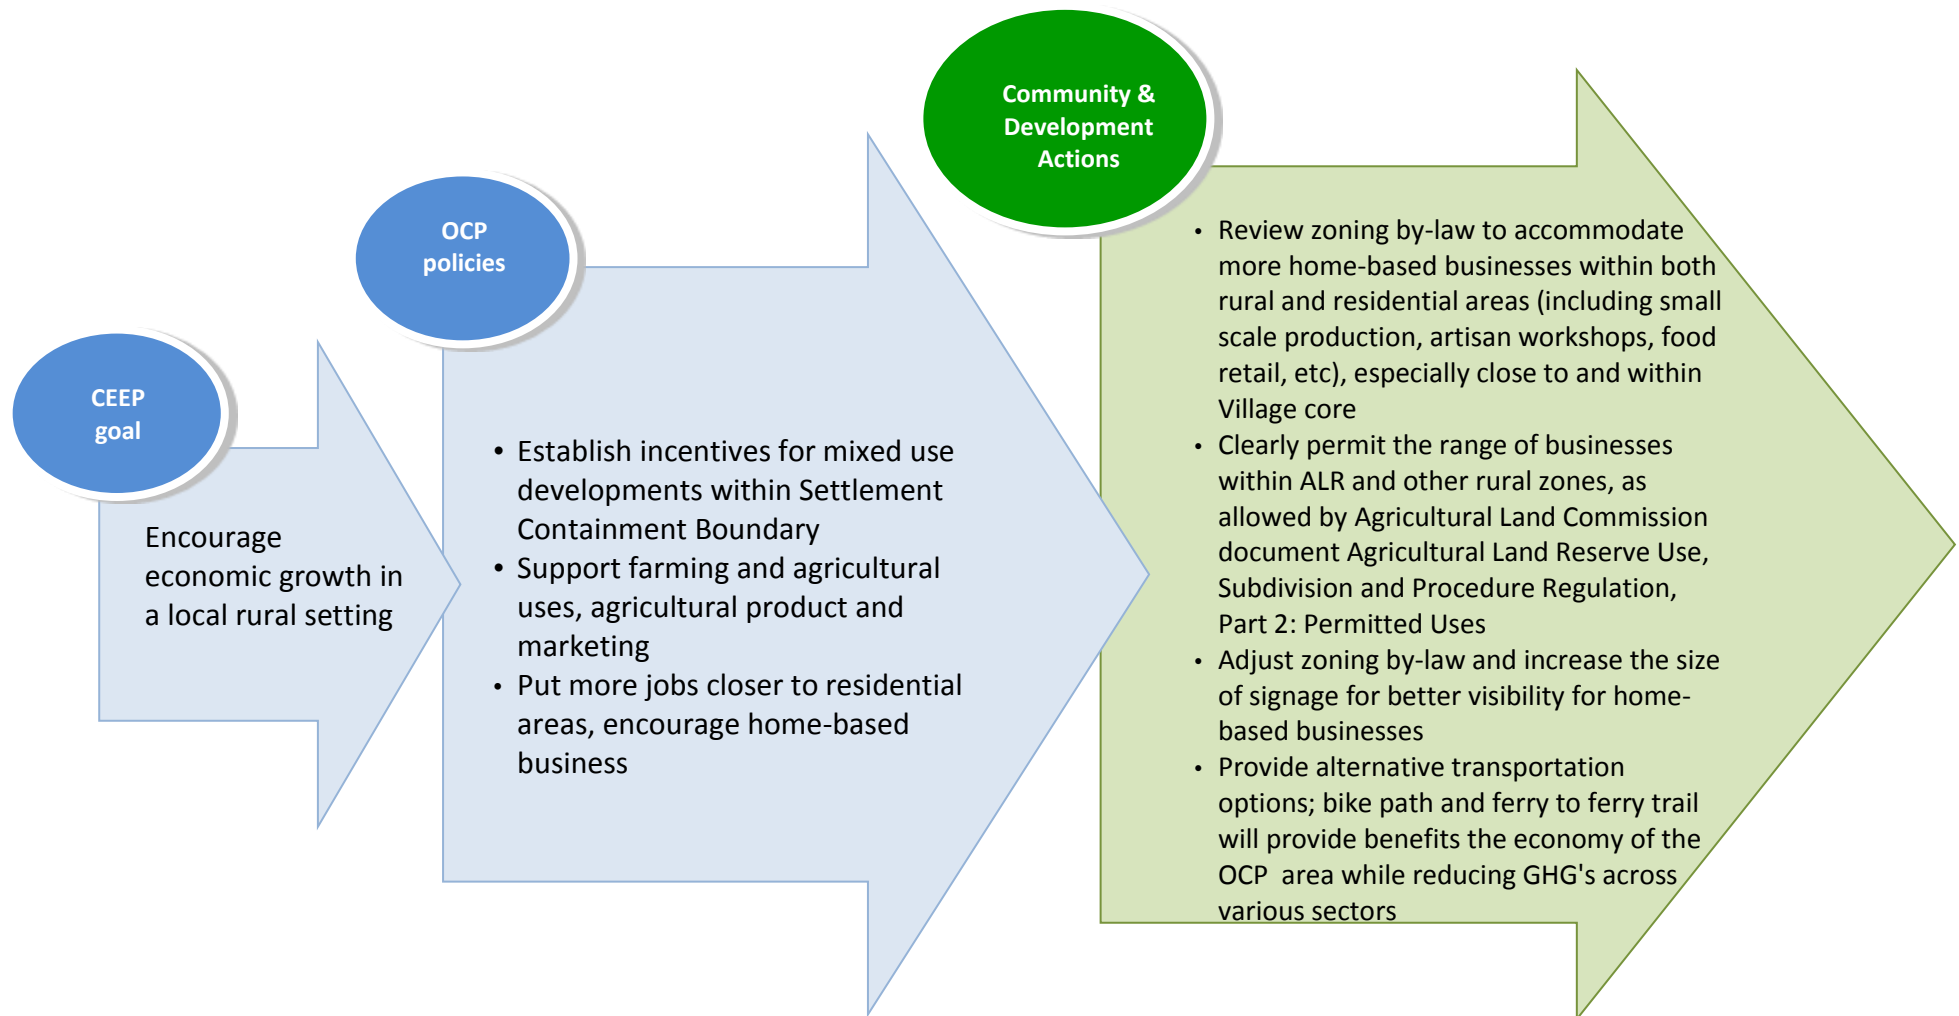 CEEP
goal
Encourage
economic growth in
a local rural setting
OCP
policies
• Establish incentives for mixed use
developments within Settlement
Containment Boundary
• Support farming and agricultural
uses, agricultural product and
marketing
• Put more jobs closer to residential
areas, encourage home-based
business
Community &
Development
Actions
• Review zoning by-law to accommodate
more home-based businesses within both
rural and residential areas (including small
scale production, artisan workshops, food
retail, etc), especially close to and within
Village core
• Clearly permit the range of businesses
within ALR and other rural zones, as
allowed by Agricultural Land Commission
document Agricultural Land Reserve Use,
Subdivision and Procedure Regulation,
Part 2: Permitted Uses
• Adjust zoning by-law and increase the size
of signage for better visibility for home-
based businesses
• Provide alternative transportation
options; bike path and ferry to ferry trail
will provide benefits the economy of the
OCP  area while reducing GHG's across
various sectors